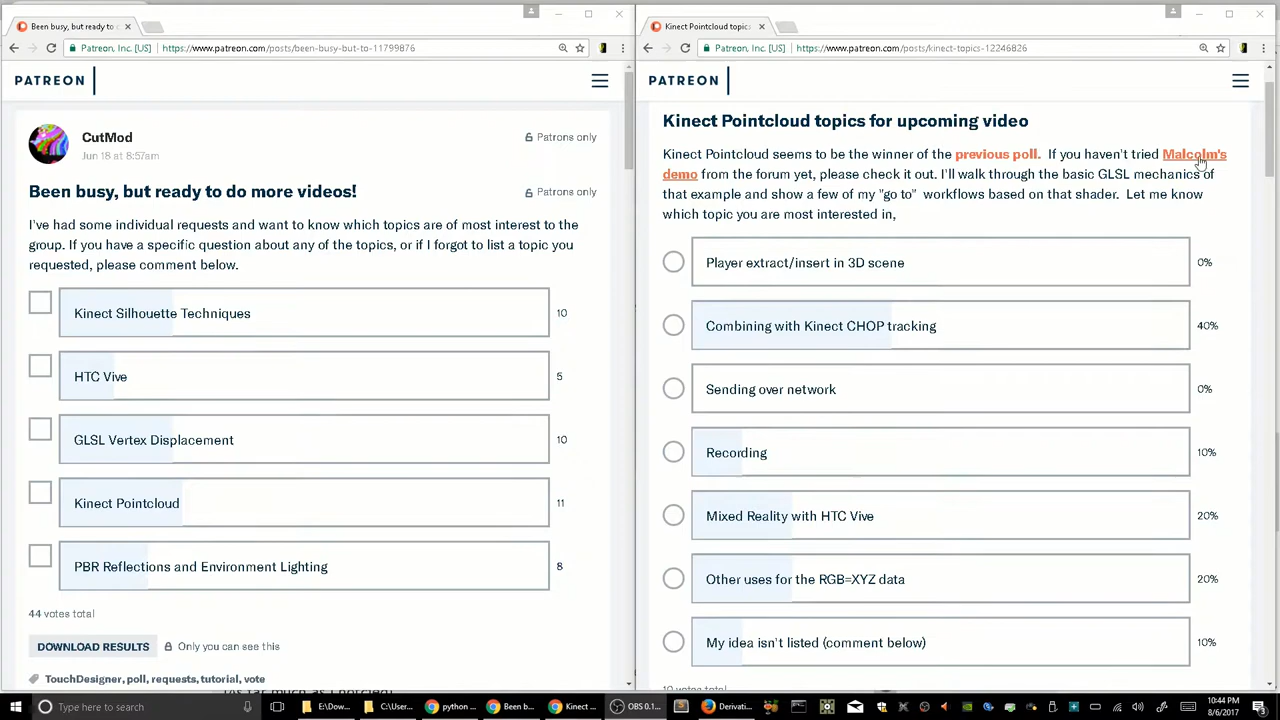 Been busy, but ready to c
Patreon, Inc. [US] https://www.patreon.com/posts/been-busy-but-to-11799876
PATREON
CutMod
Jun 18 at 8:57am
Patrons only
Been busy, but ready to do more videos!
Patrons only
I've had some individual requests and want to know which topics are of most interest to the
group. If you have a specific question about any of the topics, or if I forgot to list a topic you
requested, please comment below.
Kinect Silhouette Techniques 10
HTC Vive 5
GLSL Vertex Displacement 10
Kinect Pointcloud 11
PBR Reflections and Environment Lighting 8
44 votes total
DOWNLOAD RESULTS Only you can see this
TouchDesigner, poll, requests, tutorial, vote
Kinect Pointcloud topics
Patreon, Inc. [US] https://www.patreon.com/posts/kinect-topics-12246826
PATREON
Kinect Pointcloud topics for upcoming video
Kinect Pointcloud seems to be the winner of the previous poll. If you haven't tried Malcolm's
demo from the forum yet, please check it out. I'll walk through the basic GLSL mechanics of
that example and show a few of my "go to" workflows based on that shader. Let me know
which topic you are most interested in,
Player extract/insert in 3D scene 0%
Combining with Kinect CHOP tracking 40%
Sending over network 0%
Recording 10%
Mixed Reality with HTC Vive 20%
Other uses for the RGB=XYZ data 20%
My idea isn't listed (comment below) 10%
10 votes total
Type here to search
E:\Dow...
C:\User...
python ...
Been b...
Kinect ...
OBS 0.1...
Derivati...
10:44 PM
8/6/2017